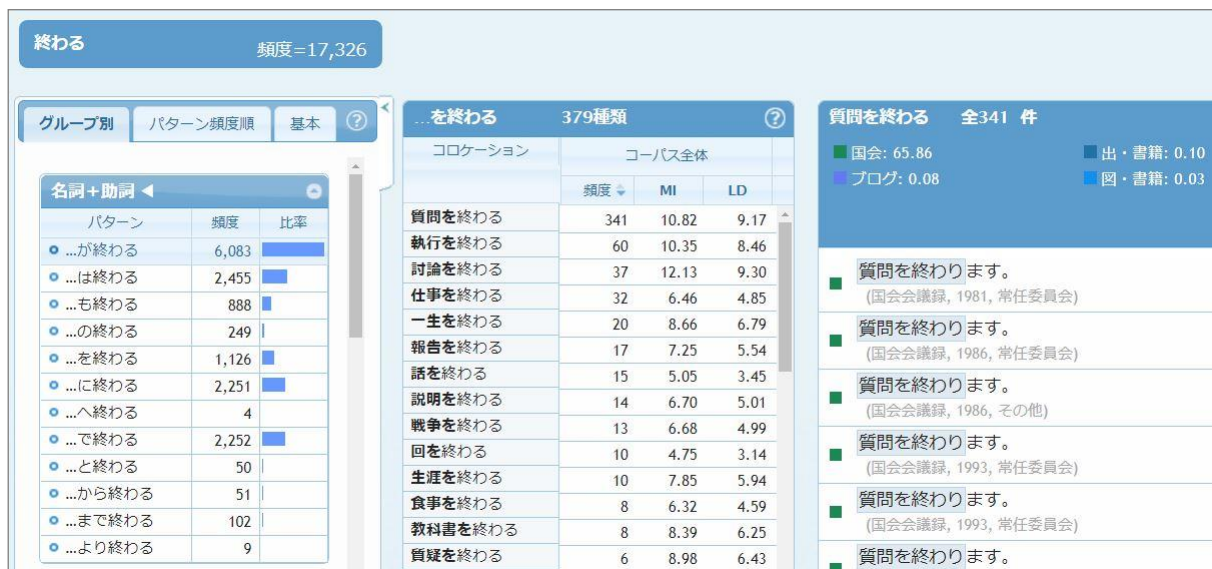 終わる 頻度=17,326
グループ別 パターン頻度順 基本 ?
名詞+助詞 ◀
パターン 頻度 比率
...が終わる 6,083
...は終わる 2,455
...も終わる 888
...の終わる 249
...を終わる 1,126
...に終わる 2,251
...へ終わる 4
...で終わる 2,252
...と終わる 50
...から終わる 51
...まで終わる 102
...より終わる 9
...を終わる 379種類 ?
コロケーション コーパス全体
頻度 MI LD
質問を終わる 341 10.82 9.17
執行を終わる 60 10.35 8.46
討論を終わる 37 12.13 9.30
仕事を終わる 32 6.46 4.85
一生を終わる 20 8.66 6.79
報告を終わる 17 7.25 5.54
話を終わる 15 5.05 3.45
説明を終わる 14 6.70 5.01
戦争を終わる 13 6.68 4.99
回を終わる 10 4.75 3.14
生涯を終わる 10 7.85 5.94
食事を終わる 8 6.32 4.59
教科書を終わる 8 8.39 6.25
質疑を終わる 6 8.98 6.43
質問を終わる 全341 件
国会: 65.86 出・書籍: 0.10
ブログ: 0.08 図・書籍: 0.03
質問を終わります。
(国会会議録, 1981, 常任委員会)
質問を終わります。
(国会会議録, 1986, 常任委員会)
質問を終わります。
(国会会議録, 1986, その他)
質問を終わります。
(国会会議録, 1993, 常任委員会)
質問を終わります。
(国会会議録, 1993, 常任委員会)
質問を終わります。